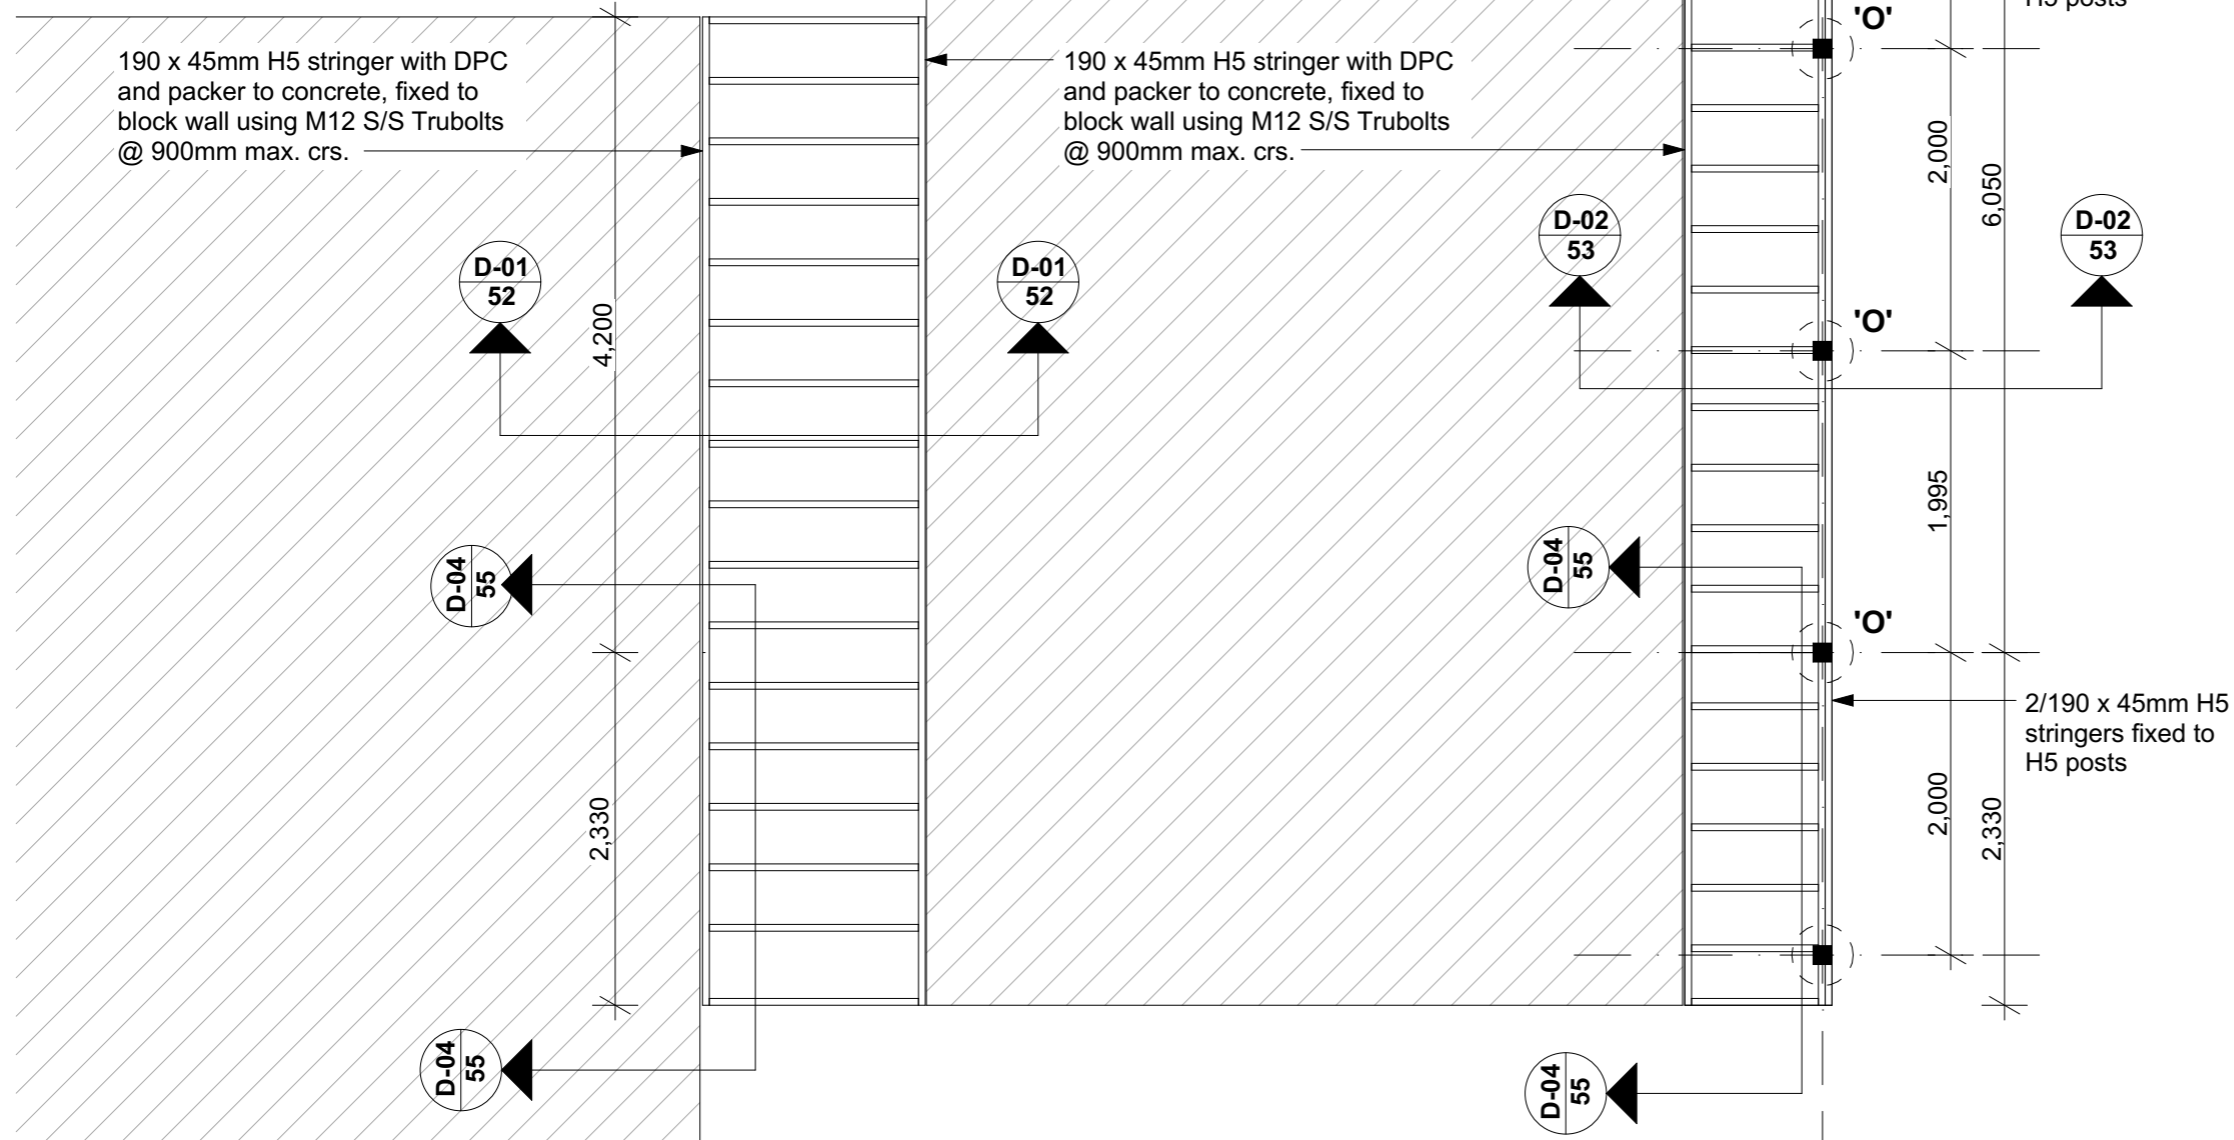 H5 posts
'O'
190 x 45mm H5 stringer with DPC
and packer to concrete, fixed to
block wall using M12 S/S Trubolts
@ 900mm max. crs.
190 x 45mm H5 stringer with DPC
and packer to concrete, fixed to
block wall using M12 S/S Trubolts
@ 900mm max. crs.
2,000
6,050
D-01
52
D-01
52
D-02
53
D-02
53
4,200
'O'
1,995
D-04
55
D-04
55
'O'
2/190 x 45mm H5
stringers fixed to
H5 posts
2,330
2,000
2,330
D-04
55
D-04
55